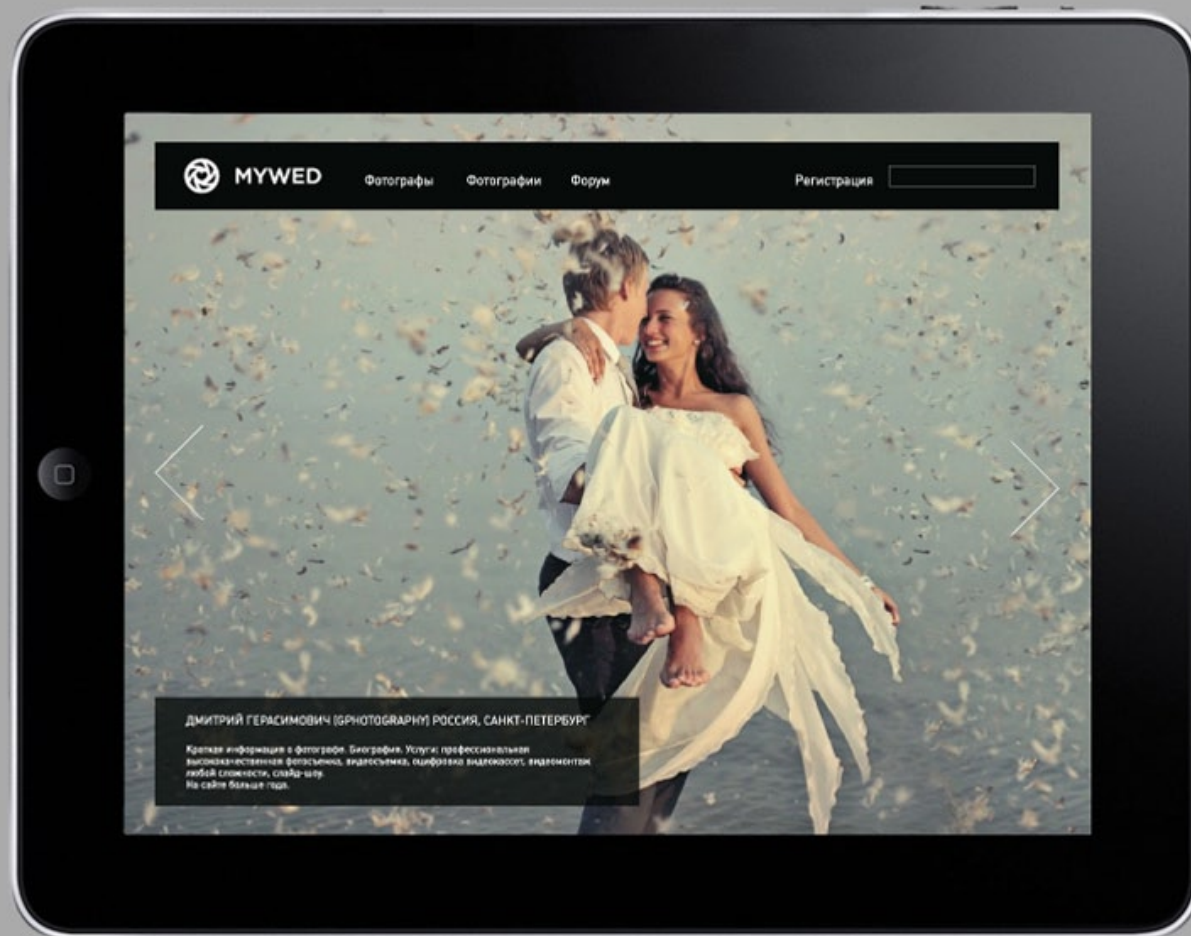 MYWED
Фотографы Фотографии Форум
Регистрация
ДМИТРИЙ ГЕРАСИМОВИЧ (GPHOTOGRAPHY) РОССИЯ, САНКТ-ПЕТЕРБУРГ
Краткая информация о фотографе. Биография. Услуги: профессиональная
высококачественная фотосъемка, видеосъемка, оцифровка видеокассет, видеомонтаж
любой сложности, слайд-шоу.
На сайте больше года.